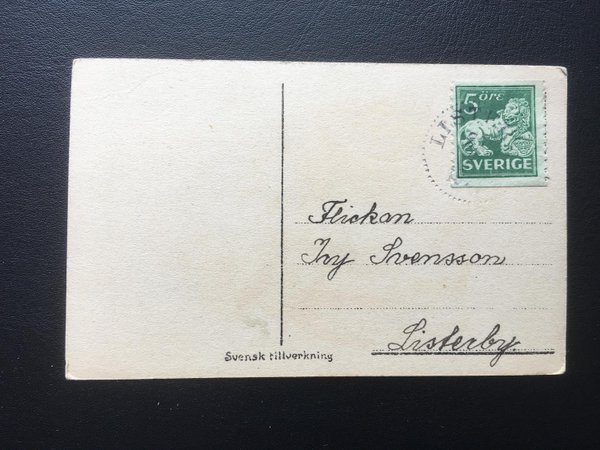 5 ÖRE
SVERIGE
Flickan
Ivy Svensson
Listerby.
Svensk tillverkning